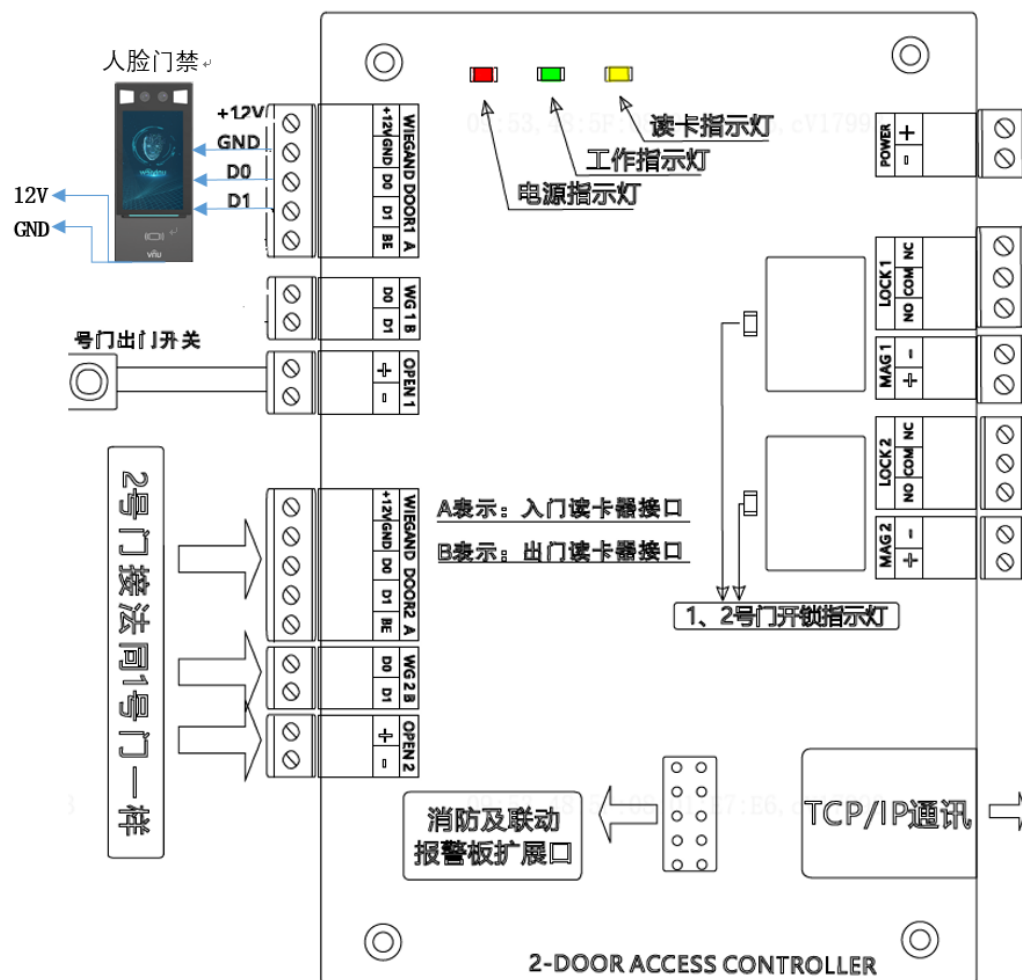 人脸门禁
+12V
GND
D0
D1
12V
GND
+12V GND D0 D1 BE
WIEGAND DOOR1 A
D0 D1
WG 1 B
号门出门开关
+ -
OPEN 1
读卡指示灯
工作指示灯
电源指示灯
POWER
+ -
LOCK 1
NO COM NC
MAG 1
+ -
LOCK 2
NO COM NC
MAG 2
+ -
2号门接法同1号门一样
+12VGND D0 D1 BE
WIEGAND DOOR2 A
D0 D1
WG 2 B
+ -
OPEN 2
A表示：入门读卡器接口
B表示：出门读卡器接口
1、2号门开锁指示灯
消防及联动
报警板扩展口
TCP/IP通讯
2-DOOR ACCESS CONTROLLER